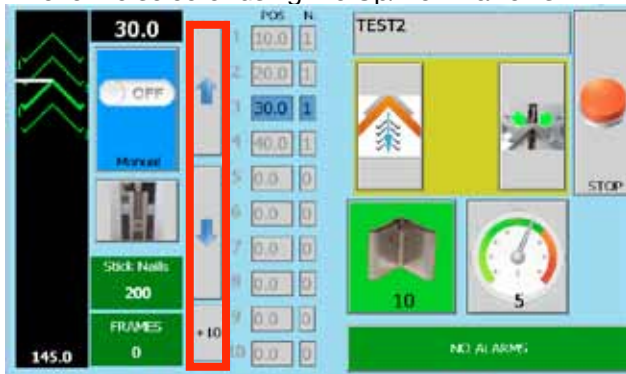 30.0
OFF
Manual
Stick Nails
200
FRAMES
0
145.0
+10
POS N.
1 10.0 1
2 20.0 1
3 30.0 1
4 40.0 1
5 0.0 0
6 0.0 0
7 0.0 0
8 0.0 0
9 0.0 0
10 0.0 0
TEST2
STOP
10
5
NO ALARMS